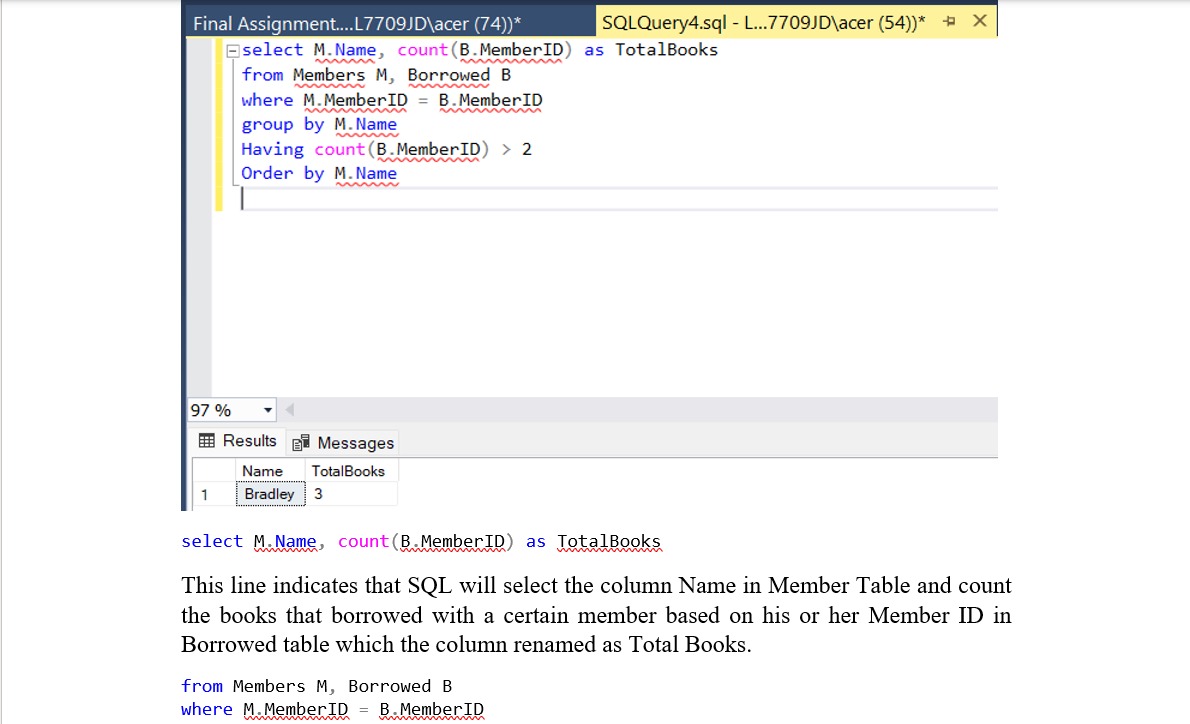 Final Assignment....L7709JD\acer (74))*
SQLQuery4.sql - L...7709JD\acer (54))*
select M.Name, count(B.MemberID) as TotalBooks
from Members M, Borrowed B
where M.MemberID = B.MemberID
group by M.Name
Having count(B.MemberID) > 2
Order by M.Name
97 %
Results Messages
Name TotalBooks
1 Bradley 3
select M.Name, count(B.MemberID) as TotalBooks
This line indicates that SQL will select the column Name in Member Table and count
the books that borrowed with a certain member based on his or her Member ID in
Borrowed table which the column renamed as Total Books.
from Members M, Borrowed B
where M.MemberID = B.MemberID